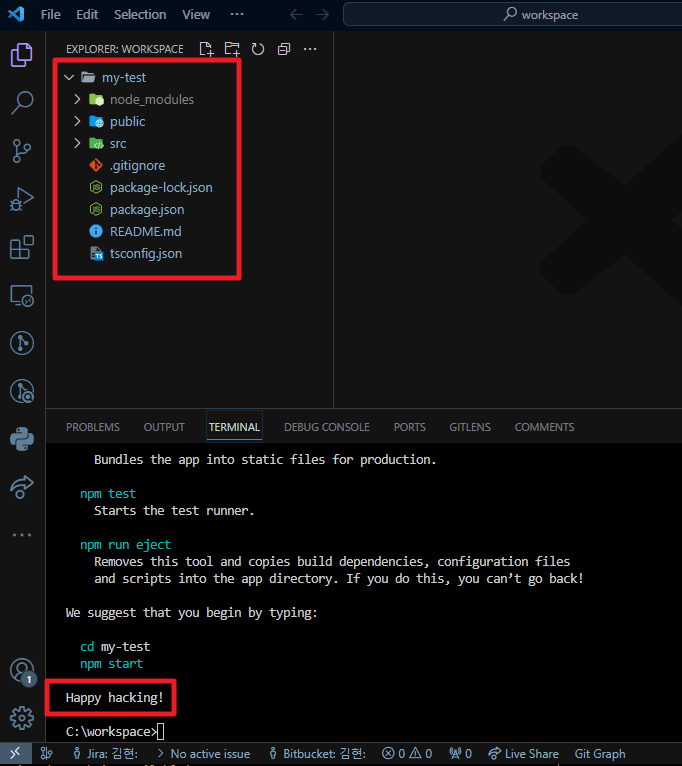 File Edit Selection View ... workspace
EXPLORER: WORKSPACE
my-test
node_modules
public
src
.gitignore
package-lock.json
package.json
README.md
tsconfig.json
PROBLEMS OUTPUT TERMINAL DEBUG CONSOLE PORTS GITLENS COMMENTS
Bundles the app into static files for production.
npm test
Starts the test runner.
npm run eject
Removes this tool and copies build dependencies, configuration files
and scripts into the app directory. If you do this, you can’t go back!
We suggest that you begin by typing:
cd my-test
npm start
Happy hacking!
C:\workspace>
1
Jira: 김현: No active issue Bitbucket: 김현: 0 0 0 Live Share Git Graph